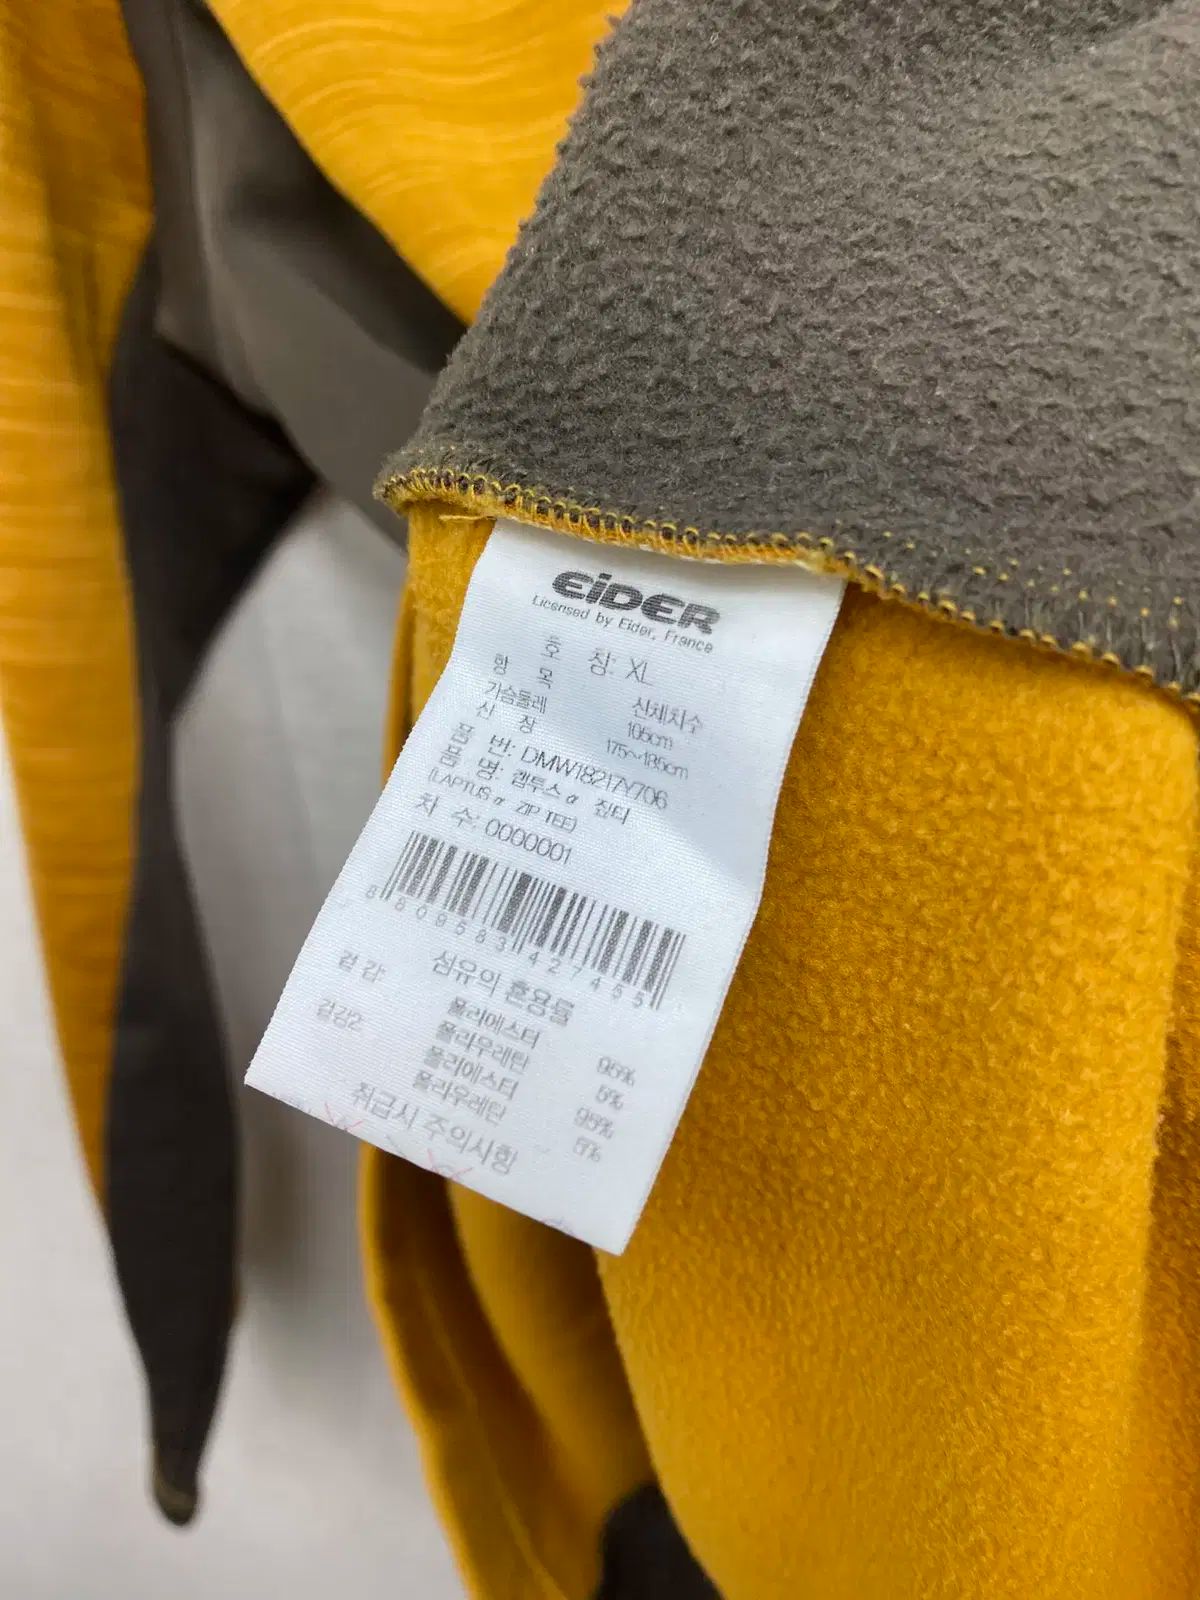 EiDER
Licensed by Eider, France
호 칭: XL
항 목 신체치수
가슴둘레 105cm
신 장 175~185cm
품 번: DMW18217Y706
품 명: 랩투스α 짚티
(LAPTUS α ZIP TEE)
차 수: 0000001
8 809583 427455
섬유의 혼용률
겉감 폴리에스터 95%
폴리우레탄 5%
겉감2 폴리에스터 95%
폴리우레탄 5%
취급시 주의사항